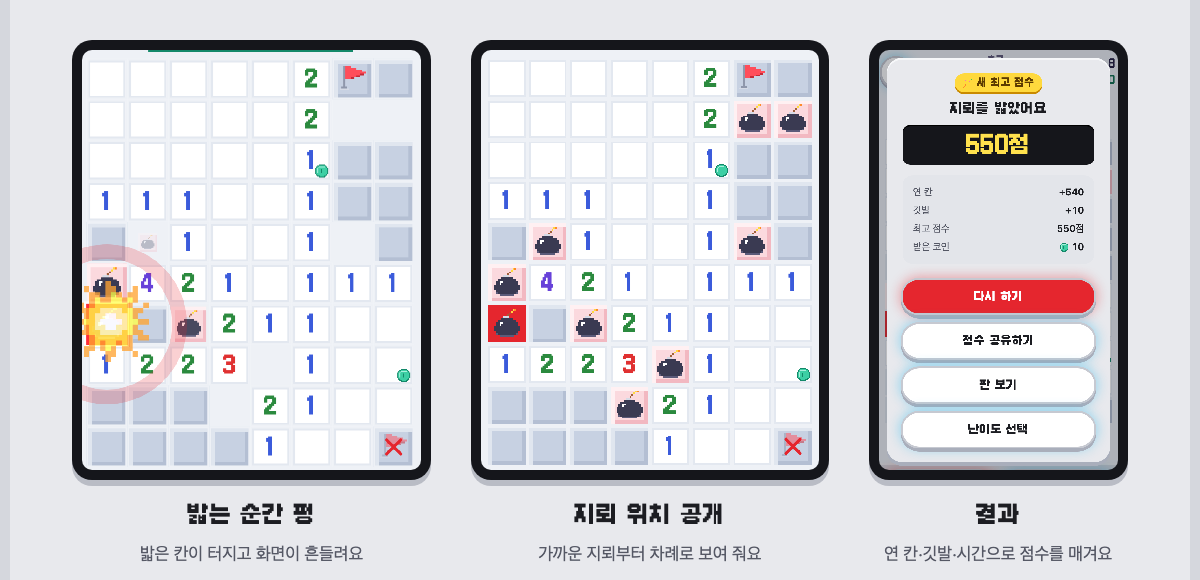 2
2
1
1 1 1 1
1 1
4 2 1 1 1 1
2 1 1
1 2 2 3 1
2 1
1
밟는 순간 펑
밟은 칸이 터지고 화면이 흔들려요
2
2
1
1 1 1 1
1 1
4 2 1 1 1 1
2 1 1
1 2 2 3 1
2 1
1
지뢰 위치 공개
가까운 지뢰부터 차례로 보여 줘요
새 최고 점수
지뢰를 밟았어요
550점
연 칸 +540
깃발 +10
최고 점수 550점
받은 코인 10
다시 하기
점수 공유하기
판 보기
난이도 선택
결과
연 칸·깃발·시간으로 점수를 매겨요